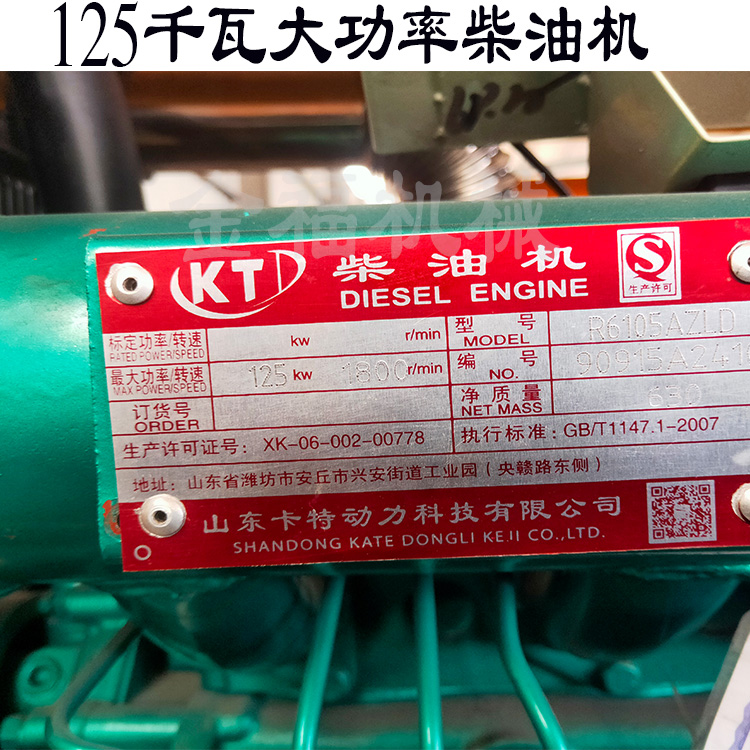 125千瓦大功率柴油机
金福机械
KTD 柴油机 生产许可
DIESEL ENGINE
标定功率/转速 kw r/min 型号 R6105AZLD
RATED POWER/SPEED MODEL
最大功率/转速 125 kw 1800 r/min 编号 90915A241
MAX POWER/SPEED NO.
订货号 净质量 630
ORDER NET MASS
生产许可证号: XK-06-002-00778 执行标准: GB/T1147.1-2007
地址: 山东省潍坊市安丘市兴安街道工业园(央赣路东侧)
山东卡特动力科技有限公司
SHANDONG KATE DONGLI KEJI CO.,LTD.